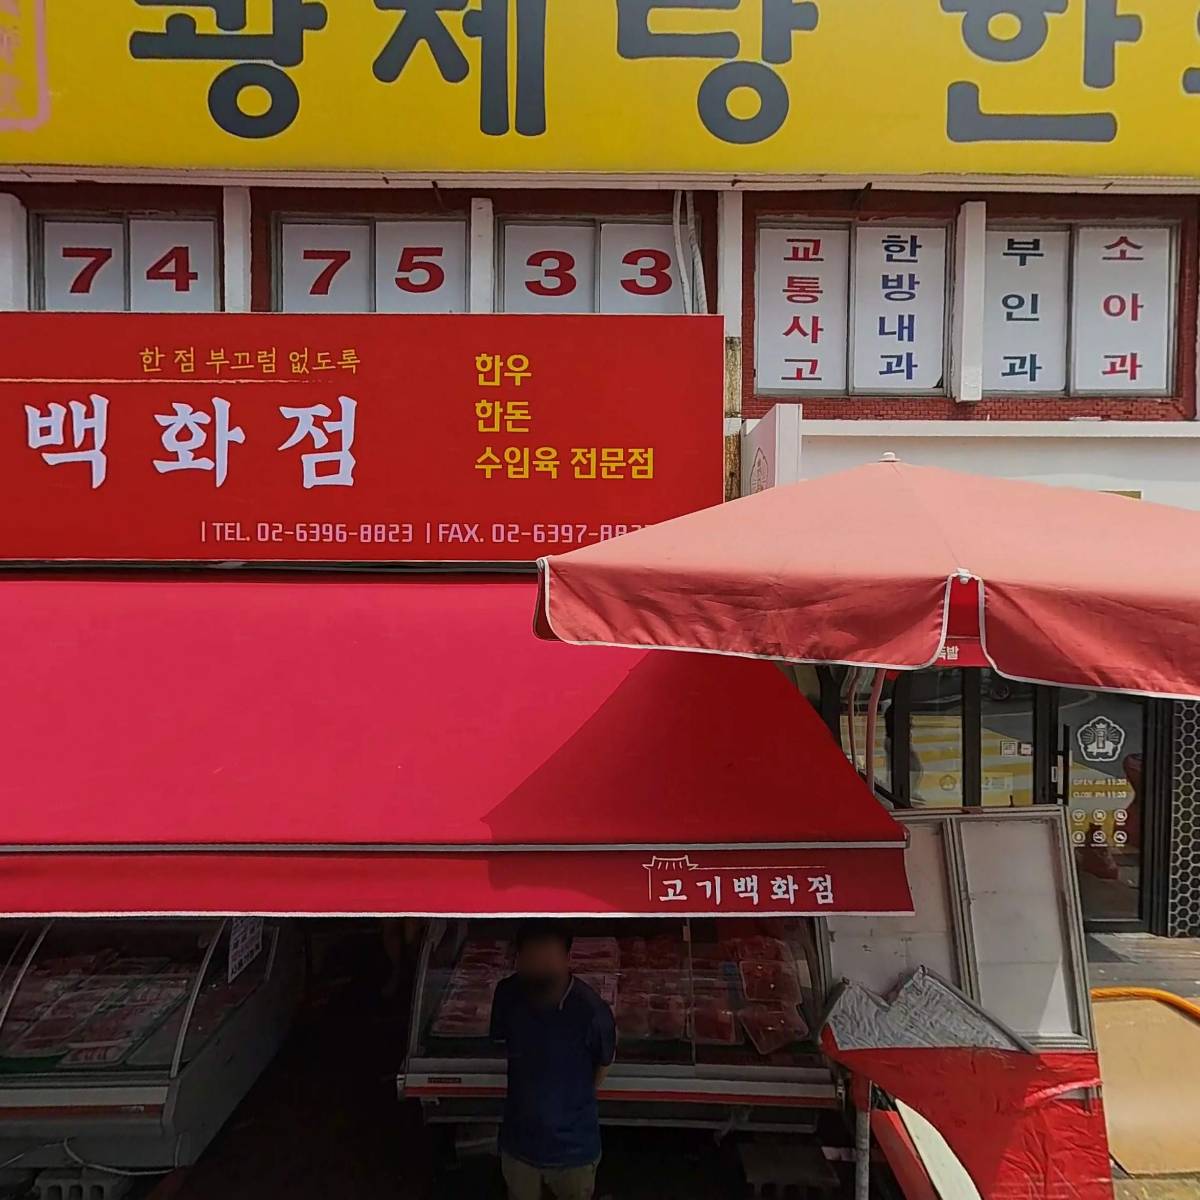 광제당 한
74 75 33
교통사고
한방내과
부인과
소아과
한 점 부끄럼 없도록
백화점
한우
한돈
수입육 전문점
TEL. 02-6396-8823 | FAX. 02-6397-
고기백화점